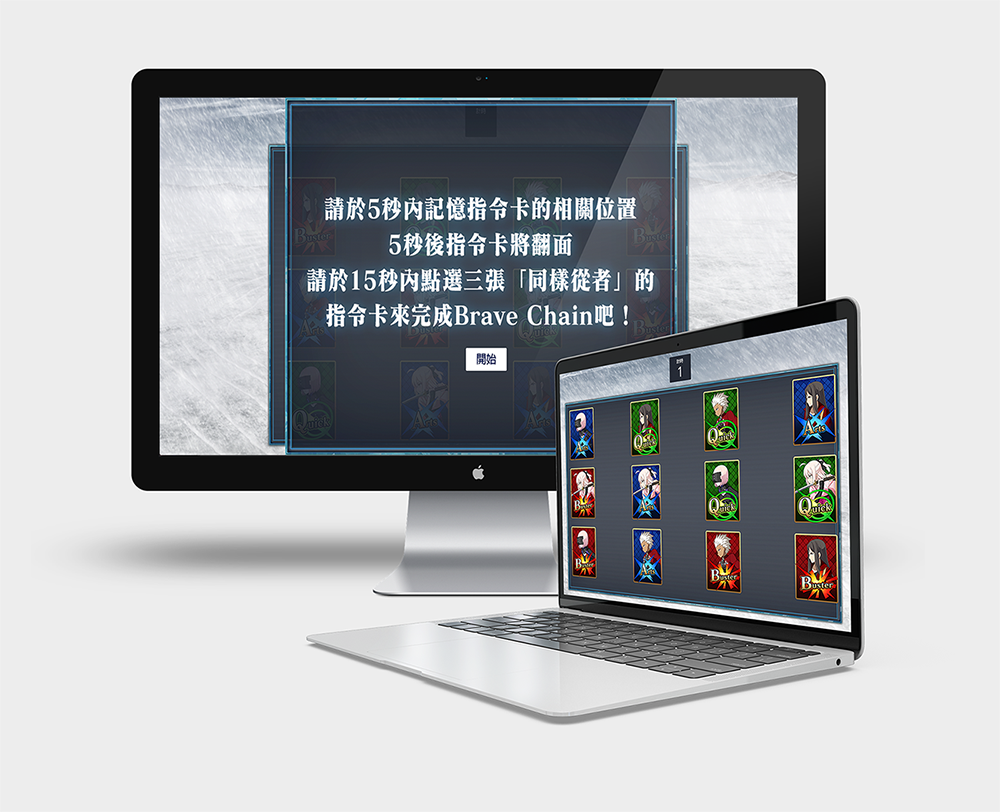 請於5秒內記憶指令卡的相關位置
5秒後指令卡將翻面
請於15秒內點選三張「同樣從者」的
指令卡來完成Brave Chain吧！
開始
1
Arts
Quick
Quick
Arts
Buster
Arts
Quick
Quick
Buster
Arts
Buster
Buster